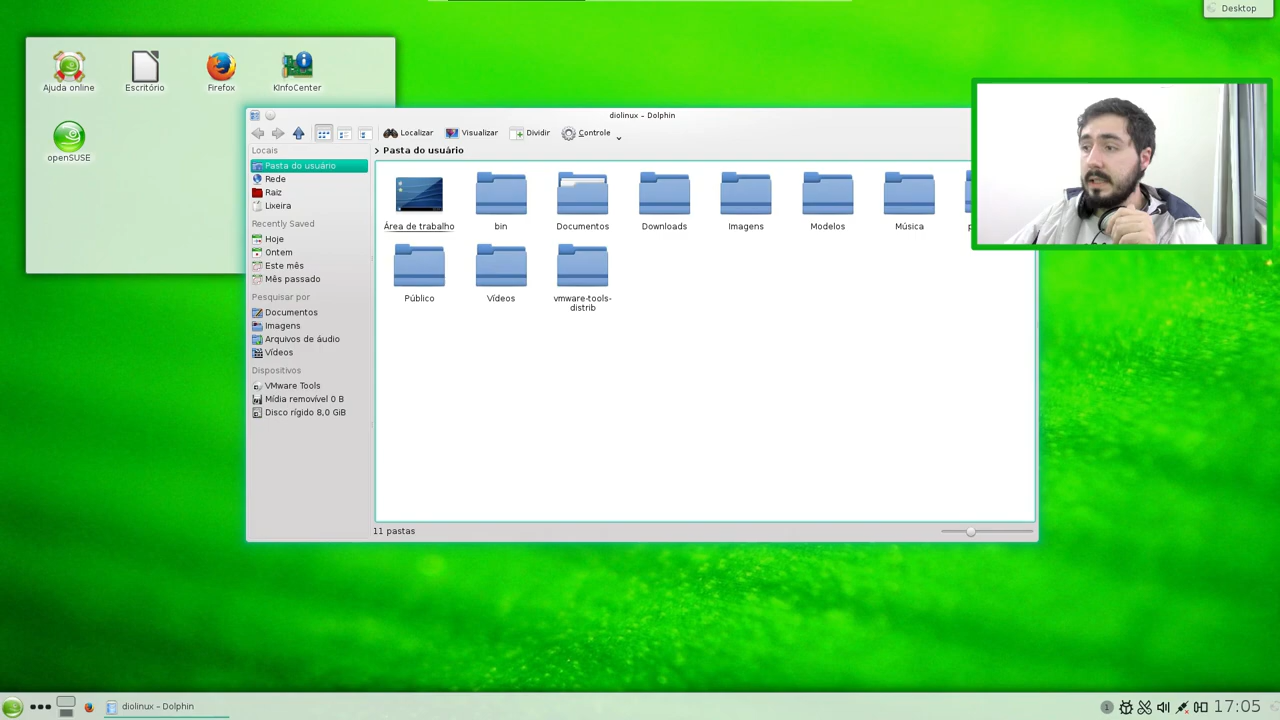 Desktop
Ajuda online
Escritório
Firefox
KInfoCenter
openSUSE
diolinux – Dolphin
Localizar
Visualizar
Dividir
Controle
Locais
Pasta do usuário
Rede
Raiz
Lixeira
Recently Saved
Hoje
Ontem
Este mês
Mês passado
Pesquisar por
Documentos
Imagens
Arquivos de áudio
Vídeos
Dispositivos
VMware Tools
Mídia removível 0 B
Disco rígido 8,0 GiB
> Pasta do usuário
Área de trabalho
bin
Documentos
Downloads
Imagens
Modelos
Música
Público
Vídeos
vmware-tools-
distrib
11 pastas
diolinux – Dolphin
1
17:05